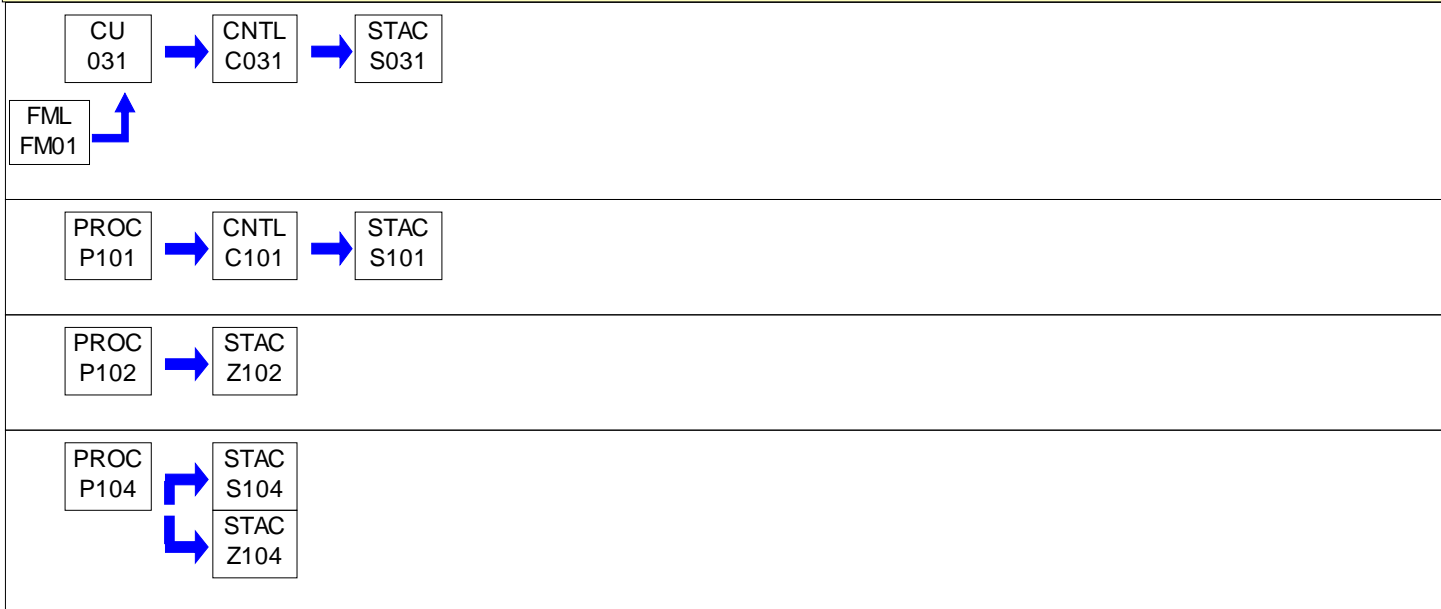 CU
031
CNTL
C031
STAC
S031
FML
FM01
PROC
P101
CNTL
C101
STAC
S101
PROC
P102
STAC
Z102
PROC
P104
STAC
S104
STAC
Z104